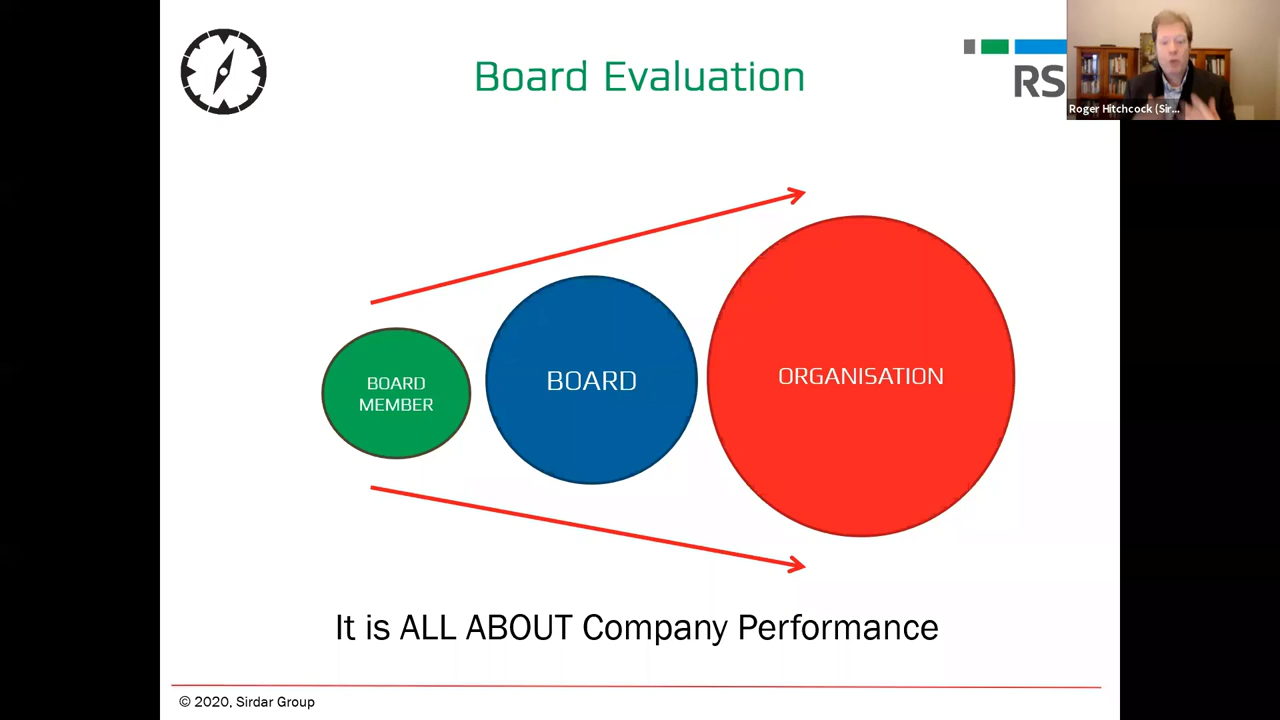 Board Evaluation
RS
Roger Hitchcock (Sir...
BOARD
MEMBER
BOARD
ORGANISATION
It is ALL ABOUT Company Performance
© 2020, Sirdar Group